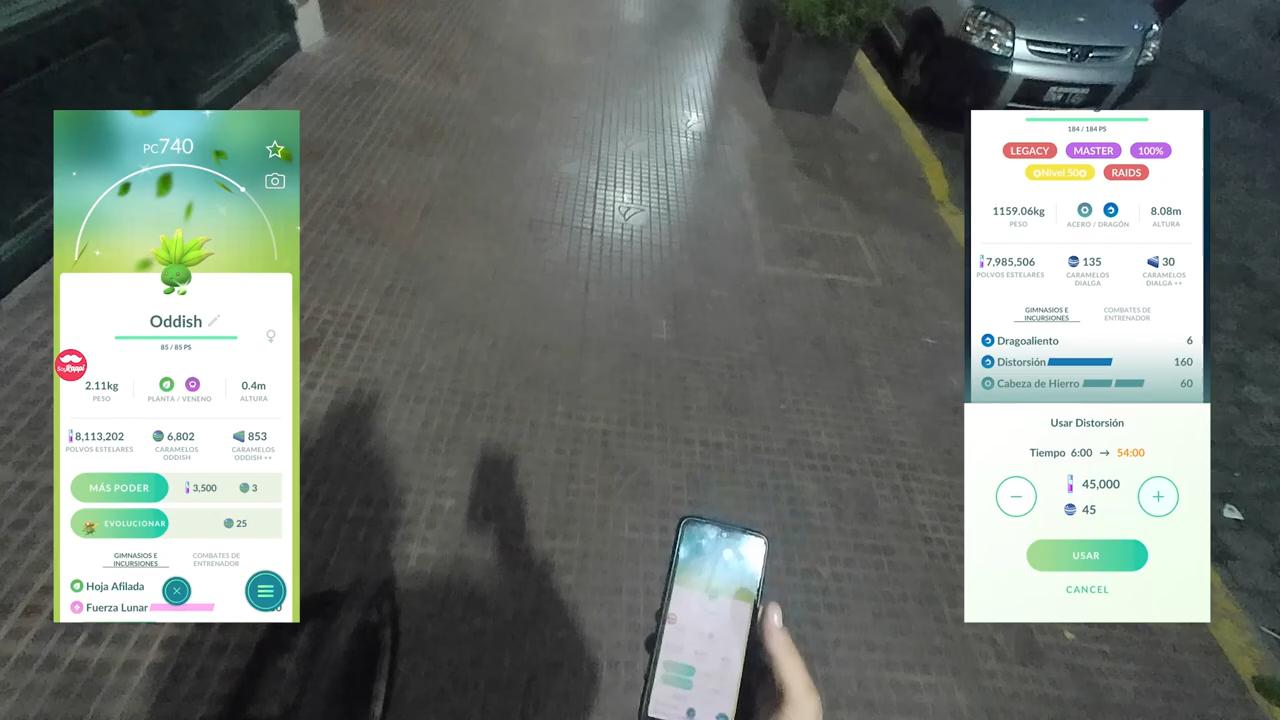 PC740
Oddish
85 / 85 PS
SoyRappi
2.11kg
PESO
PLANTA / VENENO
0.4m
ALTURA
8,113,202
POLVOS ESTELARES
6,802
CARAMELOS
ODDISH
853
CARAMELOS
ODDISH ++
MÁS PODER
3,500
3
EVOLUCIONAR
25
GIMNASIOS E
INCURSIONES
COMBATES DE
ENTRENADOR
Hoja Afilada
Fuerza Lunar
184 / 184 PS
LEGACY
MASTER
100%
Nivel 50
RAIDS
1159.06kg
PESO
ACERO / DRAGÓN
8.08m
ALTURA
7,985,506
POLVOS ESTELARES
135
CARAMELOS
DIALGA
30
CARAMELOS
DIALGA ++
GIMNASIOS E
INCURSIONES
COMBATES DE
ENTRENADOR
Dragoaliento 6
Distorsión 160
Cabeza de Hierro 60
Usar Distorsión
Tiempo 6:00 → 54:00
45,000
45
USAR
CANCEL